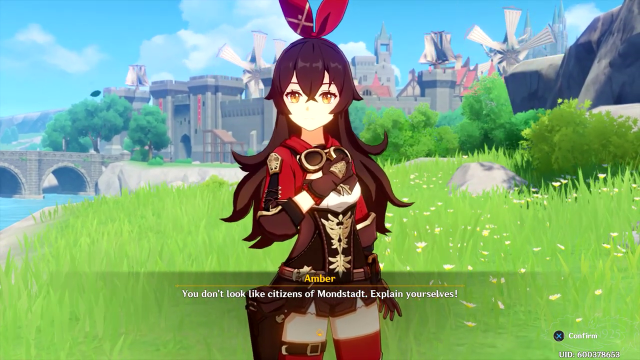 Amber
You don't look like citizens of Mondstadt. Explain yourselves!
Confirm
UID: 600378653